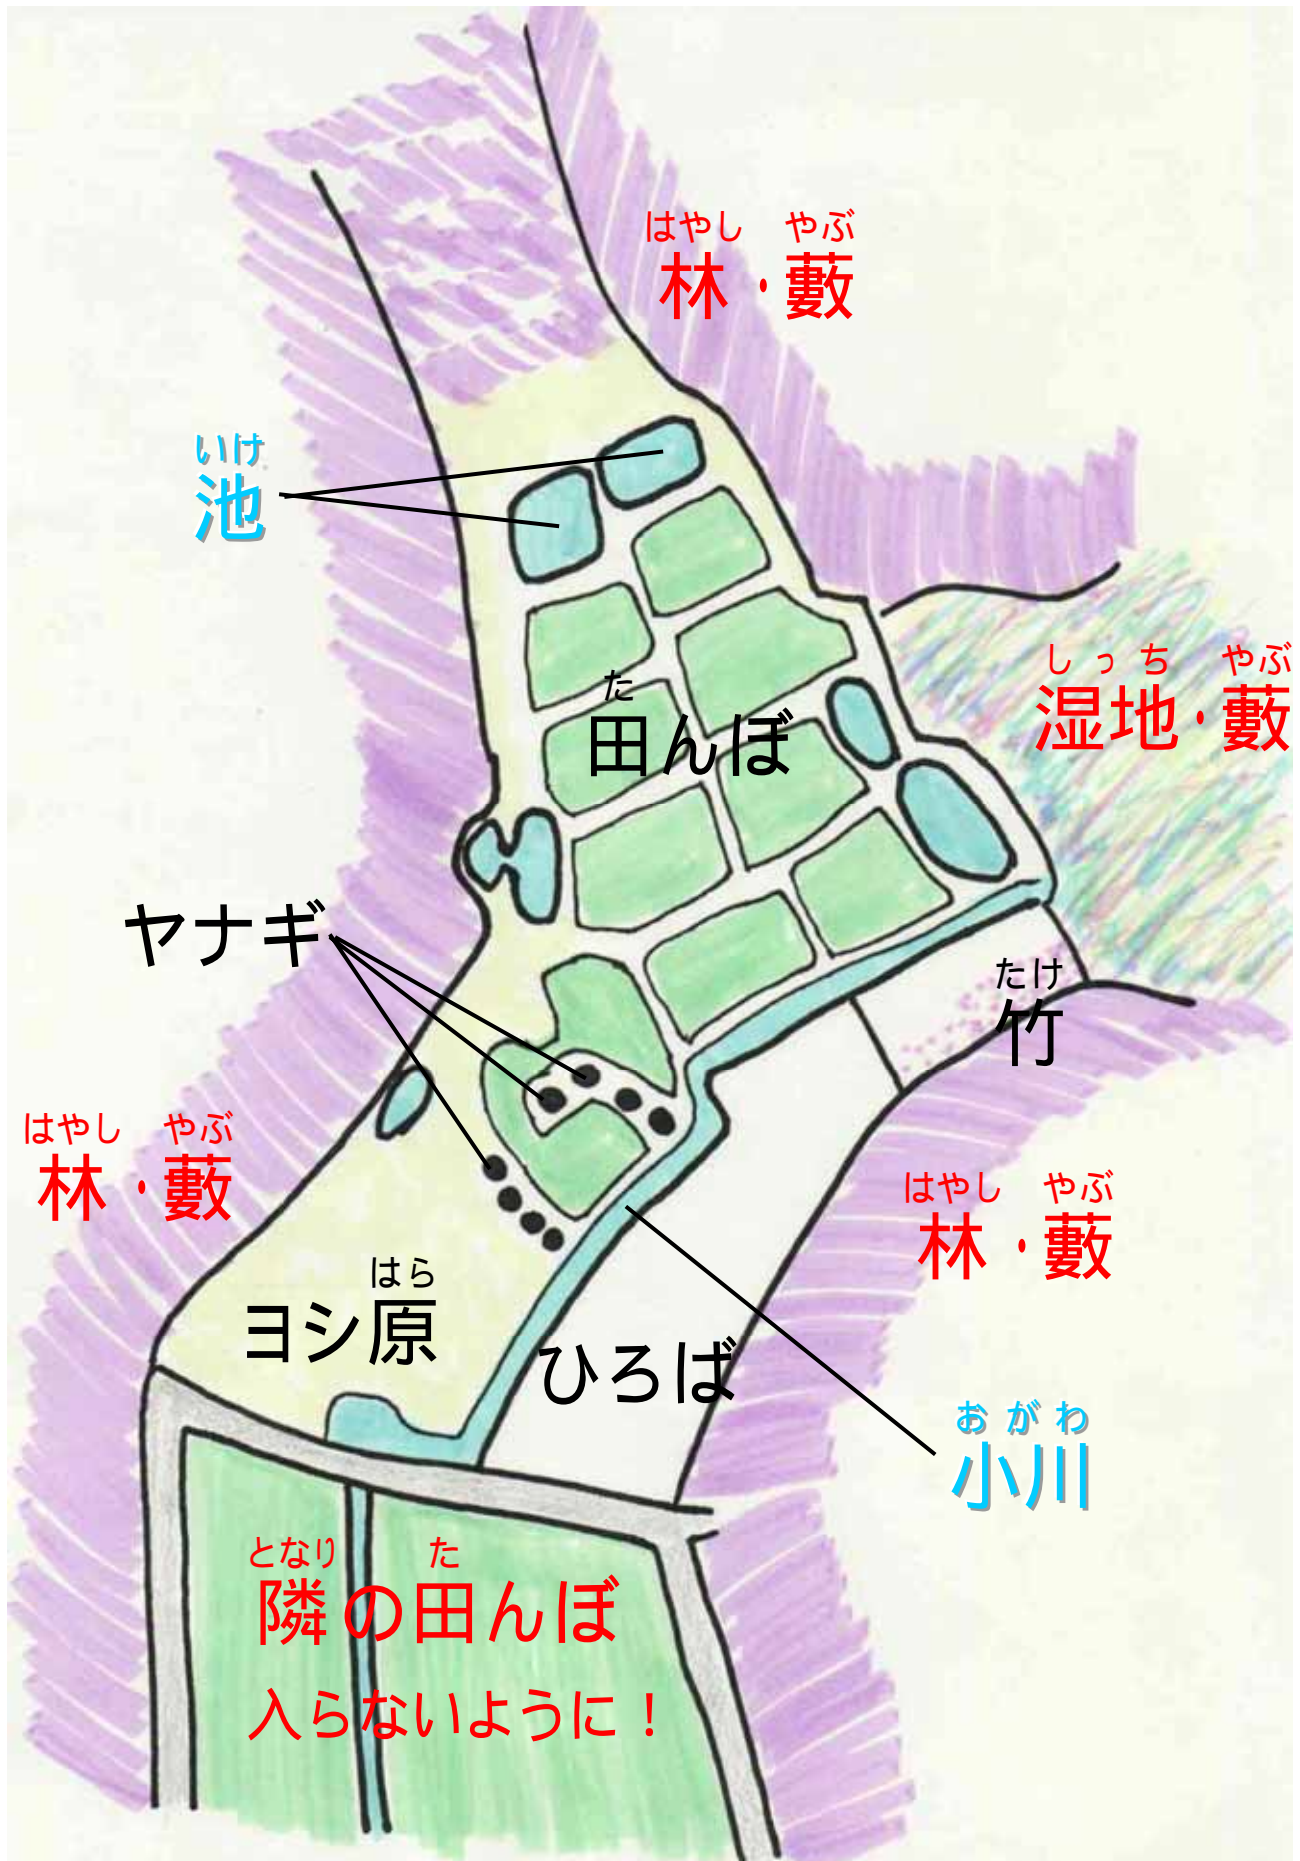 はやし やぶ
林・藪
いけ
池
しっち やぶ
湿地・藪
た
田んぼ
ヤナギ
たけ
竹
はやし やぶ
林・藪
はやし やぶ
林・藪
はら
ヨシ原
ひろば
おがわ
小川
となり た
隣の田んぼ
入らないように！